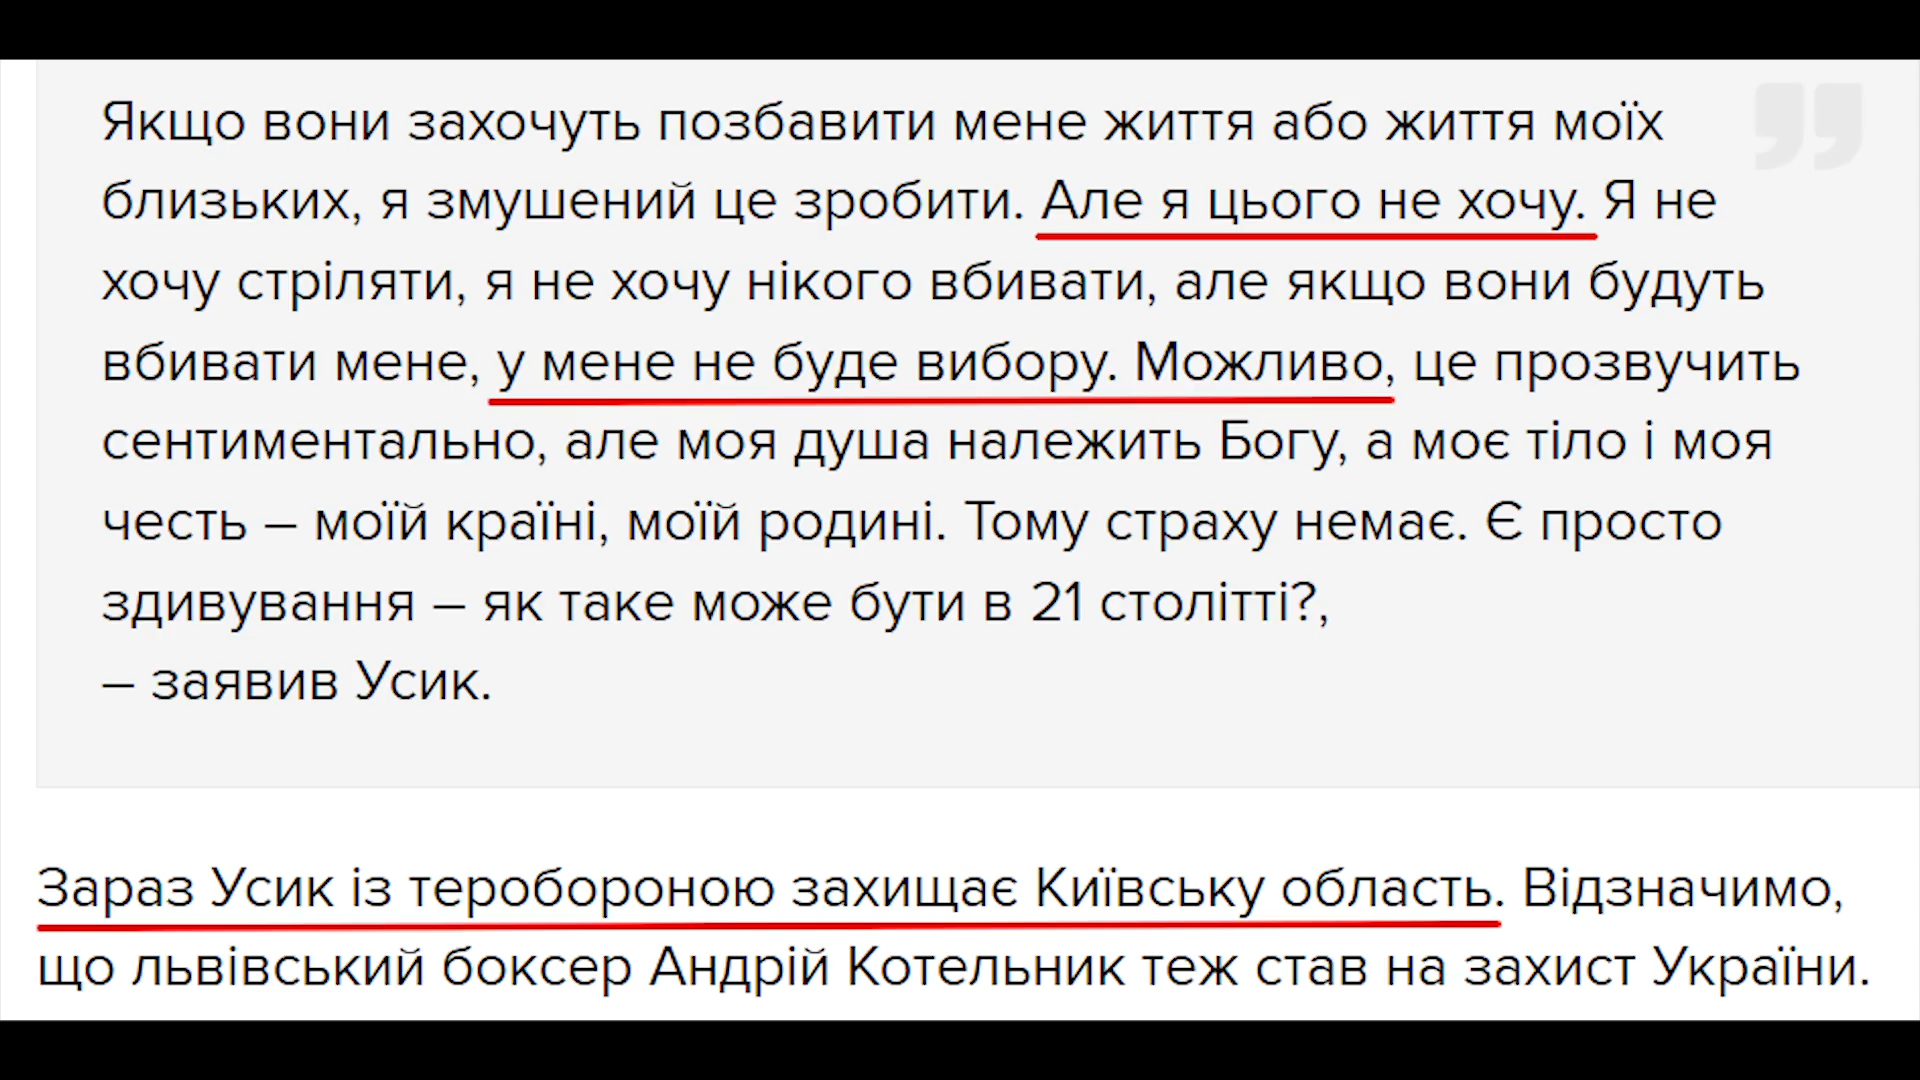 Якщо вони захочуть позбавити мене життя або життя моїх
близьких, я змушений це зробити. Але я цього не хочу. Я не
хочу стріляти, я не хочу нікого вбивати, але якщо вони будуть
вбивати мене, у мене не буде вибору. Можливо, це прозвучить
сентиментально, але моя душа належить Богу, а моє тіло і моя
честь – моїй країні, моїй родині. Тому страху немає. Є просто
здивування – як таке може бути в 21 столітті?,
– заявив Усик.
Зараз Усик із теробороною захищає Київську область. Відзначимо,
що львівський боксер Андрій Котельник теж став на захист України.